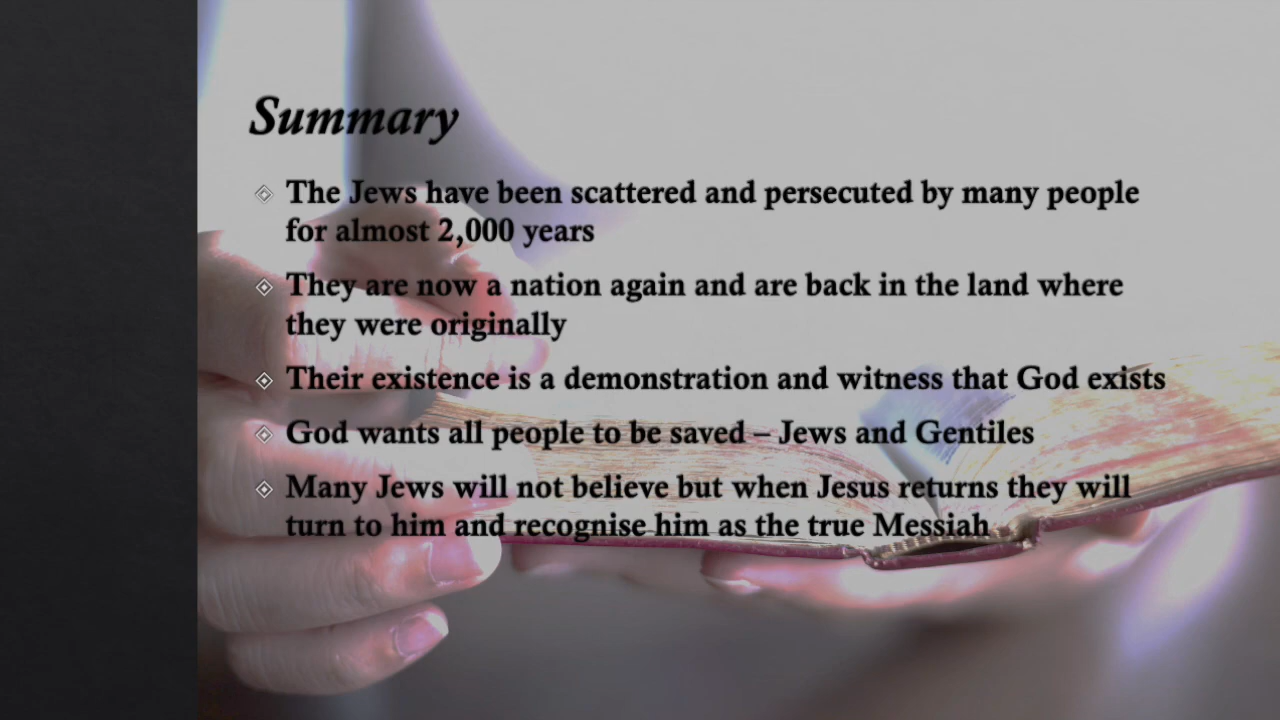 Summary
The Jews have been scattered and persecuted by many people
for almost 2,000 years
They are now a nation again and are back in the land where
they were originally
Their existence is a demonstration and witness that God exists
God wants all people to be saved – Jews and Gentiles
Many Jews will not believe but when Jesus returns they will
turn to him and recognise him as the true Messiah